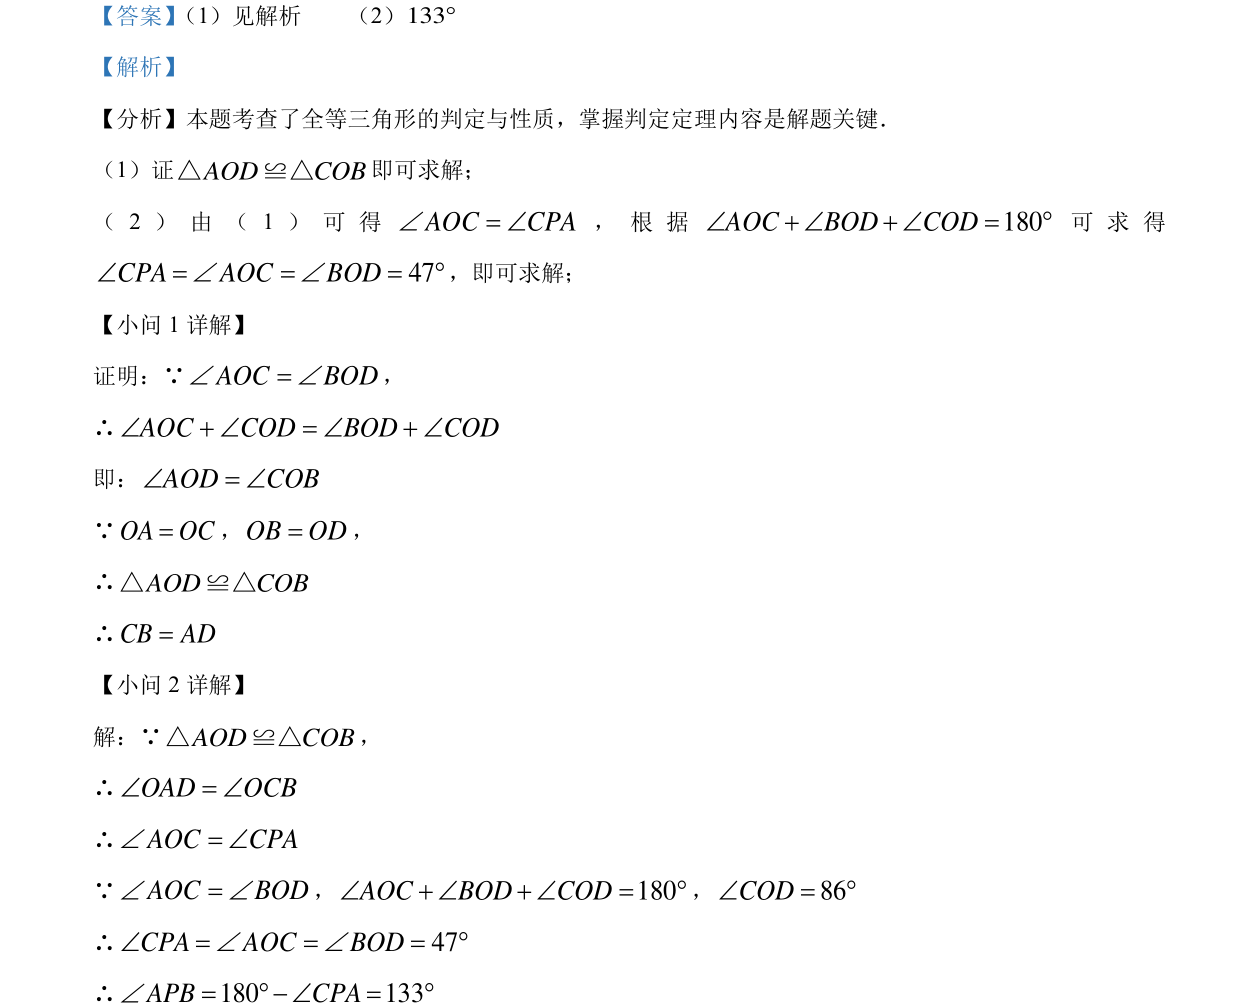 【答案】（1）见解析　　（2）133°
【解析】
【分析】本题考查了全等三角形的判定与性质，掌握判定定理内容是解题关键．
（1）证△AOD≌△COB即可求解；
（2）由（1）可得∠AOC=∠CPA，根据∠AOC+∠BOD+∠COD=180°可求得
∠CPA=∠AOC=∠BOD=47°，即可求解；
【小问 1 详解】
证明：∵∠AOC=∠BOD，
∴∠AOC+∠COD=∠BOD+∠COD
即：∠AOD=∠COB
∵OA=OC，OB=OD，
∴△AOD≌△COB
∴CB=AD
【小问 2 详解】
解：∵△AOD≌△COB，
∴∠OAD=∠OCB
∴∠AOC=∠CPA
∵∠AOC=∠BOD，∠AOC+∠BOD+∠COD=180°，∠COD=86°
∴∠CPA=∠AOC=∠BOD=47°
∴∠APB=180°−∠CPA=133°